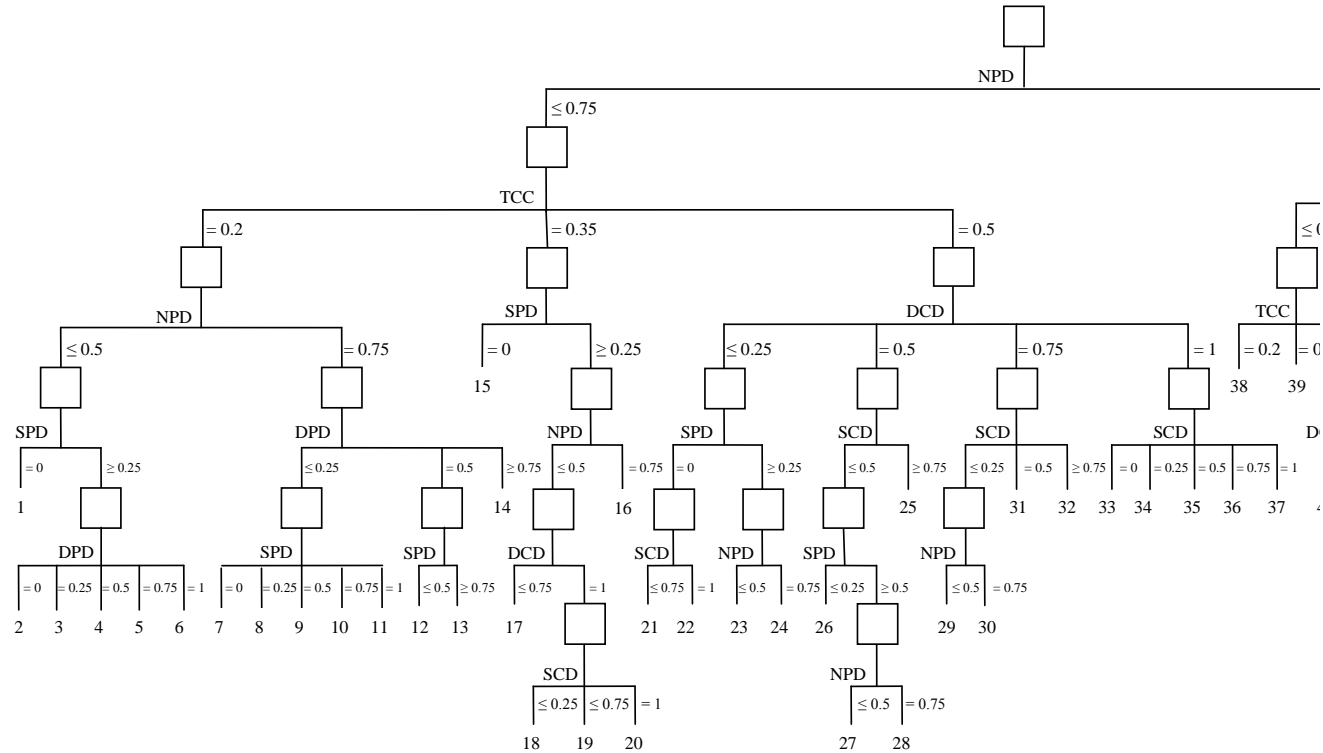 NPD
≤ 0.75
TCC
= 0.2 = 0.35 = 0.5
NPD SPD DCD TCC
≤ 0.5 = 0.75 = 0 ≥ 0.25 ≤ 0.25 = 0.5 = 0.75 = 1 = 0.2
15 38 39
SPD DPD NPD SPD SCD SCD SCD
= 0 ≥ 0.25 ≤ 0.25 = 0.5 ≥ 0.75 ≤ 0.5 = 0.75 = 0 ≥ 0.25 ≤ 0.5 ≥ 0.75 ≤ 0.25 = 0.5 ≥ 0.75 = 0 = 0.25 = 0.5 = 0.75 = 1
1 14 16 25 31 32 33 34 35 36 37
DPD SPD SPD DCD SCD NPD SPD NPD
= 0 = 0.25 = 0.5 = 0.75 = 1 = 0 = 0.25 = 0.5 = 0.75 = 1 ≤ 0.5 ≥ 0.75 ≤ 0.75 = 1 ≤ 0.75 = 1 ≤ 0.5 = 0.75 ≤ 0.25 ≥ 0.5 ≤ 0.5 = 0.75
2 3 4 5 6 7 8 9 10 11 12 13 17 21 22 23 24 26 29 30
SCD NPD
≤ 0.25 ≤ 0.75 = 1 ≤ 0.5 = 0.75
18 19 20 27 28